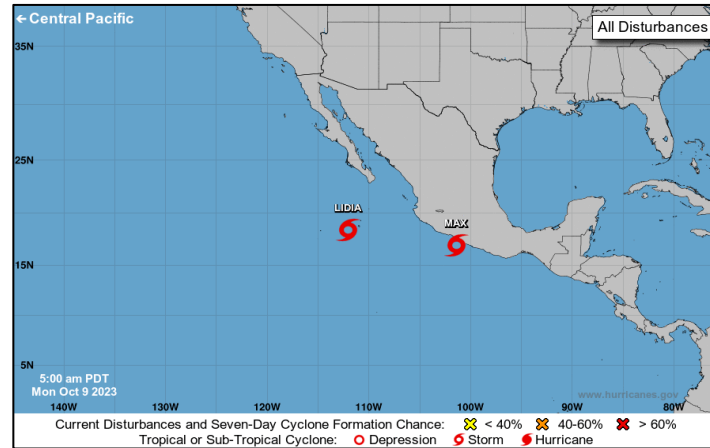 ← Central Pacific
All Disturbances
35N
25N
LIDIA
MAX
15N
5N
5:00 am PDT
Mon Oct 9 2023
www.hurricanes.gov
140W 130W 120W 110W 100W 90W 80W
Current Disturbances and Seven-Day Cyclone Formation Chance: < 40% 40-60% > 60%
Tropical or Sub-Tropical Cyclone: Depression Storm Hurricane